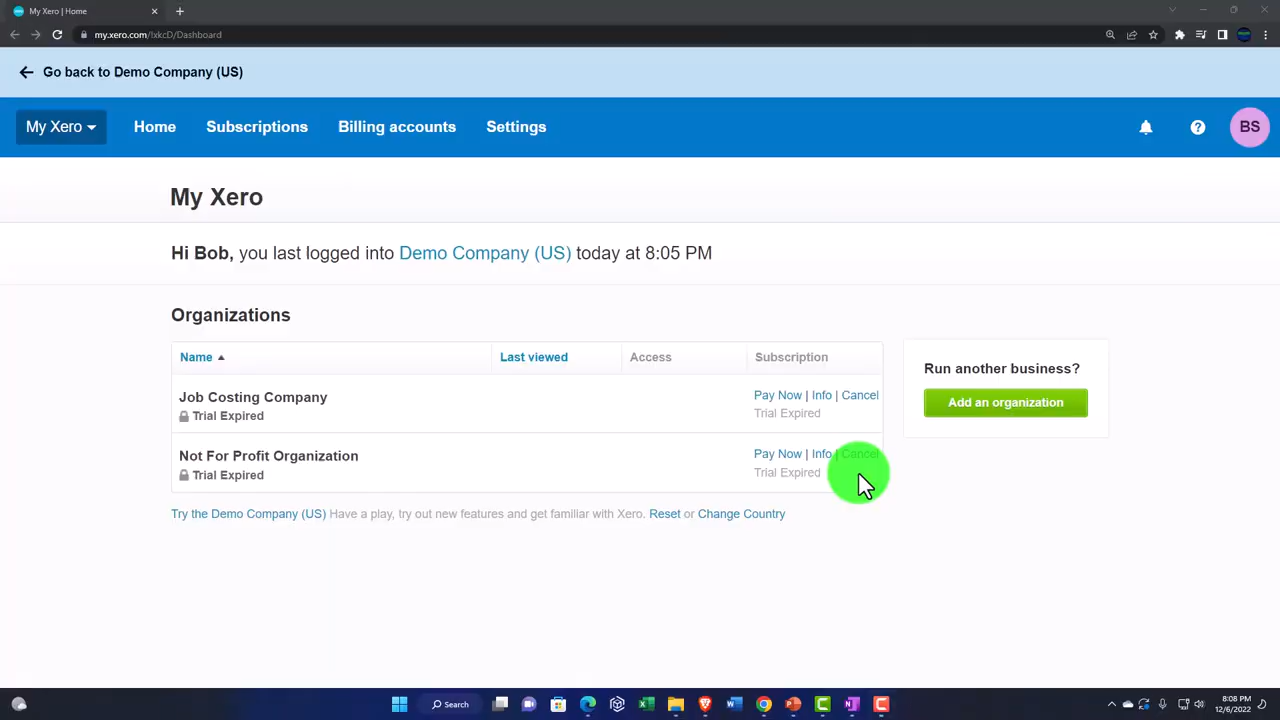 My Xero | Home
my.xero.com/!xkcD/Dashboard
Go back to Demo Company (US)
My Xero Home Subscriptions Billing accounts Settings BS
My Xero
Hi Bob, you last logged into Demo Company (US) today at 8:05 PM
Organizations
Name Last viewed Access Subscription
Job Costing Company
Trial Expired
Pay Now | Info | Cancel
Trial Expired
Not For Profit Organization
Trial Expired
Pay Now | Info | Cancel
Trial Expired
Run another business?
Add an organization
Try the Demo Company (US) Have a play, try out new features and get familiar with Xero. Reset or Change Country
Search
8:08 PM
12/6/2022